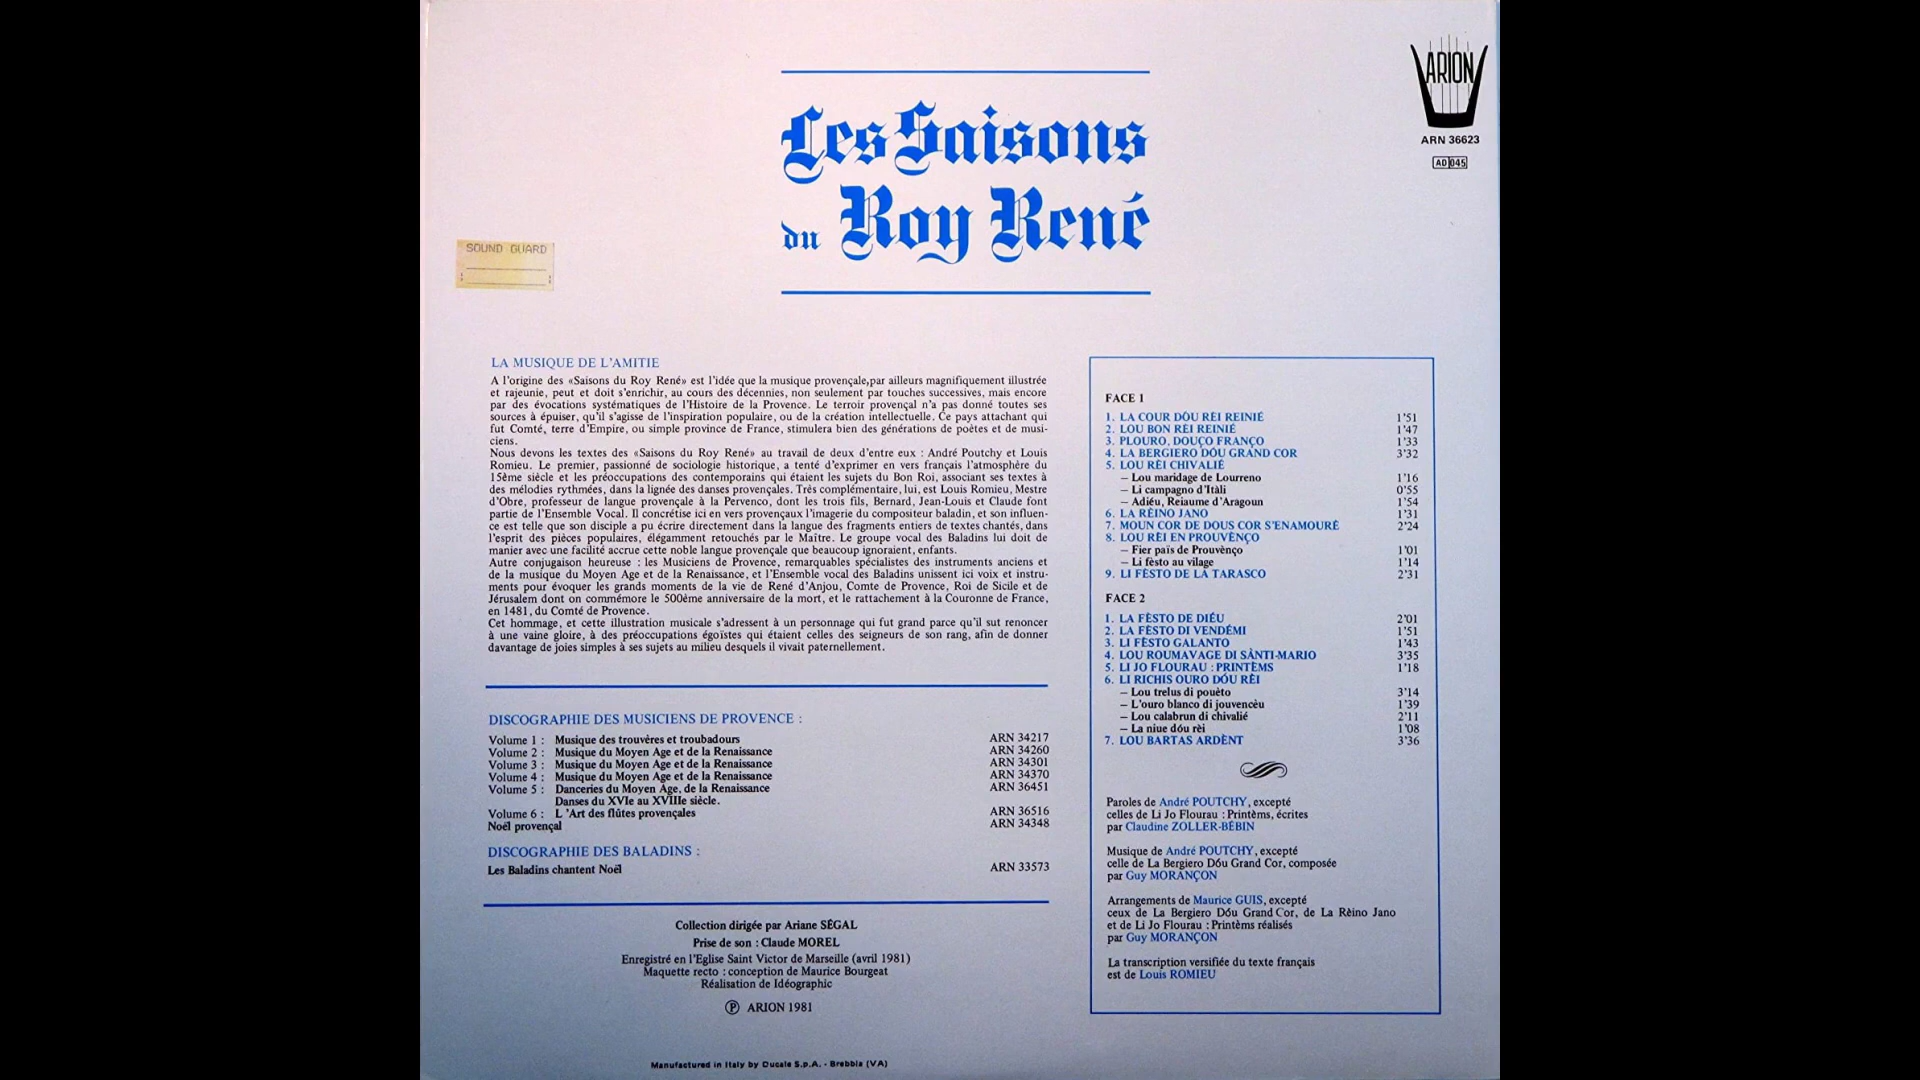 ARION
ARN 36623
AD 045
Les Saisons
du Roy René
SOUND GUARD
LA MUSIQUE DE L'AMITIE
A l'origine des «Saisons du Roy René» est l'idée que la musique provençale,par ailleurs magnifiquement illustrée
et rajeunie, peut et doit s'enrichir, au cours des décennies, non seulement par touches successives, mais encore
par des évocations systématiques de l'Histoire de la Provence. Le terroir provençal n'a pas donné toutes ses
sources à épuiser, qu'il s'agisse de l'inspiration populaire, ou de la création intellectuelle. Ce pays attachant qui
fut Comté, terre d'Empire, ou simple province de France, stimulera bien des générations de poètes et de musi-
ciens.
Nous devons les textes des «Saisons du Roy René» au travail de deux d'entre eux : André Poutchy et Louis
Romieu. Le premier, passionné de sociologie historique, a tenté d'exprimer en vers français l'atmosphère du
15ème siècle et les préoccupations des contemporains qui étaient les sujets du Bon Roi, associant ses textes à
des mélodies rythmées, dans la lignée des danses provençales. Très complémentaire, lui, est Louis Romieu, Mestre
d'Obre, professeur de langue provençale à la Pervenco, dont les trois fils, Bernard, Jean-Louis et Claude font
partie de l'Ensemble Vocal. Il concrétise ici en vers provençaux l'imagerie du compositeur baladin, et son influen-
ce est telle que son disciple a pu écrire directement dans la langue des fragments entiers de textes chantés, dans
l'esprit des pièces populaires, élégamment retouchés par le Maître. Le groupe vocal des Baladins lui doit de
manier avec une facilité accrue cette noble langue provençale que beaucoup ignoraient, enfants.
Autre conjugaison heureuse : les Musiciens de Provence, remarquables spécialistes des instruments anciens et
de la musique du Moyen Age et de la Renaissance, et l'Ensemble vocal des Baladins unissent ici voix et instru-
ments pour évoquer les grands moments de la vie de René d'Anjou, Comte de Provence, Roi de Sicile et de
Jérusalem dont on commémore le 500ème anniversaire de la mort, et le rattachement à la Couronne de France,
en 1481, du Comté de Provence.
Cet hommage, et cette illustration musicale s'adressent à un personnage qui fut grand parce qu'il sut renoncer
à une vaine gloire, à des préoccupations égoïstes qui étaient celles des seigneurs de son rang, afin de donner
davantage de joies simples à ses sujets au milieu desquels il vivait paternellement.
DISCOGRAPHIE DES MUSICIENS DE PROVENCE :
Volume 1 : Musique des trouvères et troubadours ARN 34217
Volume 2 : Musique du Moyen Age et de la Renaissance ARN 34260
Volume 3 : Musique du Moyen Age et de la Renaissance ARN 34301
Volume 4 : Musique du Moyen Age et de la Renaissance ARN 34370
Volume 5 : Danceries du Moyen Age, de la Renaissance ARN 36451
Danses du XVIe au XVIIIe siècle.
Volume 6 : L 'Art des flûtes provençales ARN 36516
Noël provençal ARN 34348
DISCOGRAPHIE DES BALADINS :
Les Baladins chantent Noël ARN 33573
Collection dirigée par Ariane SÉGAL
Prise de son : Claude MOREL
Enregistré en l'Eglise Saint Victor de Marseille (avril 1981)
Maquette recto : conception de Maurice Bourgeat
Réalisation de Idéographic
Ⓟ ARION 1981
Manufactured in Italy by Ducale S.p.A. - Brebbia (VA)
FACE 1
1. LA COUR DÓU RÈI REINIÉ 1'51
2. LOU BON RÈI REINIÉ 1'47
3. PLOURO, DOUÇO FRANÇO 1'33
4. LA BERGIERO DÓU GRAND COR 3'32
5. LOU RÈI CHIVALIÉ
– Lou maridage de Lourreno 1'16
– Li campagno d'Itàli 0'55
– Adiéu, Reiaume d'Aragoun 1'54
6. LA RÈINO JANO 1'31
7. MOUN COR DE DOUS COR S'ENAMOURÈ 2'24
8. LOU RÈI EN PROUVÈNÇO
– Fier païs de Prouvènço 1'01
– Li fèsto au vilage 1'14
9. LI FÈSTO DE LA TARASCO 2'31
FACE 2
1. LA FÈSTO DE DIÉU 2'01
2. LA FÈSTO DI VENDÉMI 1'51
3. LI FÈSTO GALANTO 1'43
4. LOU ROUMAVAGE DI SÀNTI-MARIO 3'35
5. LI JO FLOURAU : PRINTÈMS 1'18
6. LI RICHIS OURO DÓU RÈI
– Lou trelus di pouèto 3'14
– L'ouro blanco di jouvencèu 1'39
– Lou calabrun di chivalié 2'11
– La niue dóu rèi 1'08
7. LOU BARTAS ARDÈNT 3'36
Paroles de André POUTCHY, excepté
celles de Li Jo Flourau : Printèms, écrites
par Claudine ZOLLER-BÉBIN
Musique de André POUTCHY, excepté
celle de La Bergiero Dóu Grand Cor, composée
par Guy MORANÇON
Arrangements de Maurice GUIS, excepté
ceux de La Bergiero Dóu Grand Cor, de La Rèino Jano
et de Li Jo Flourau : Printèms réalisés
par Guy MORANÇON
La transcription versifiée du texte français
est de Louis ROMIEU